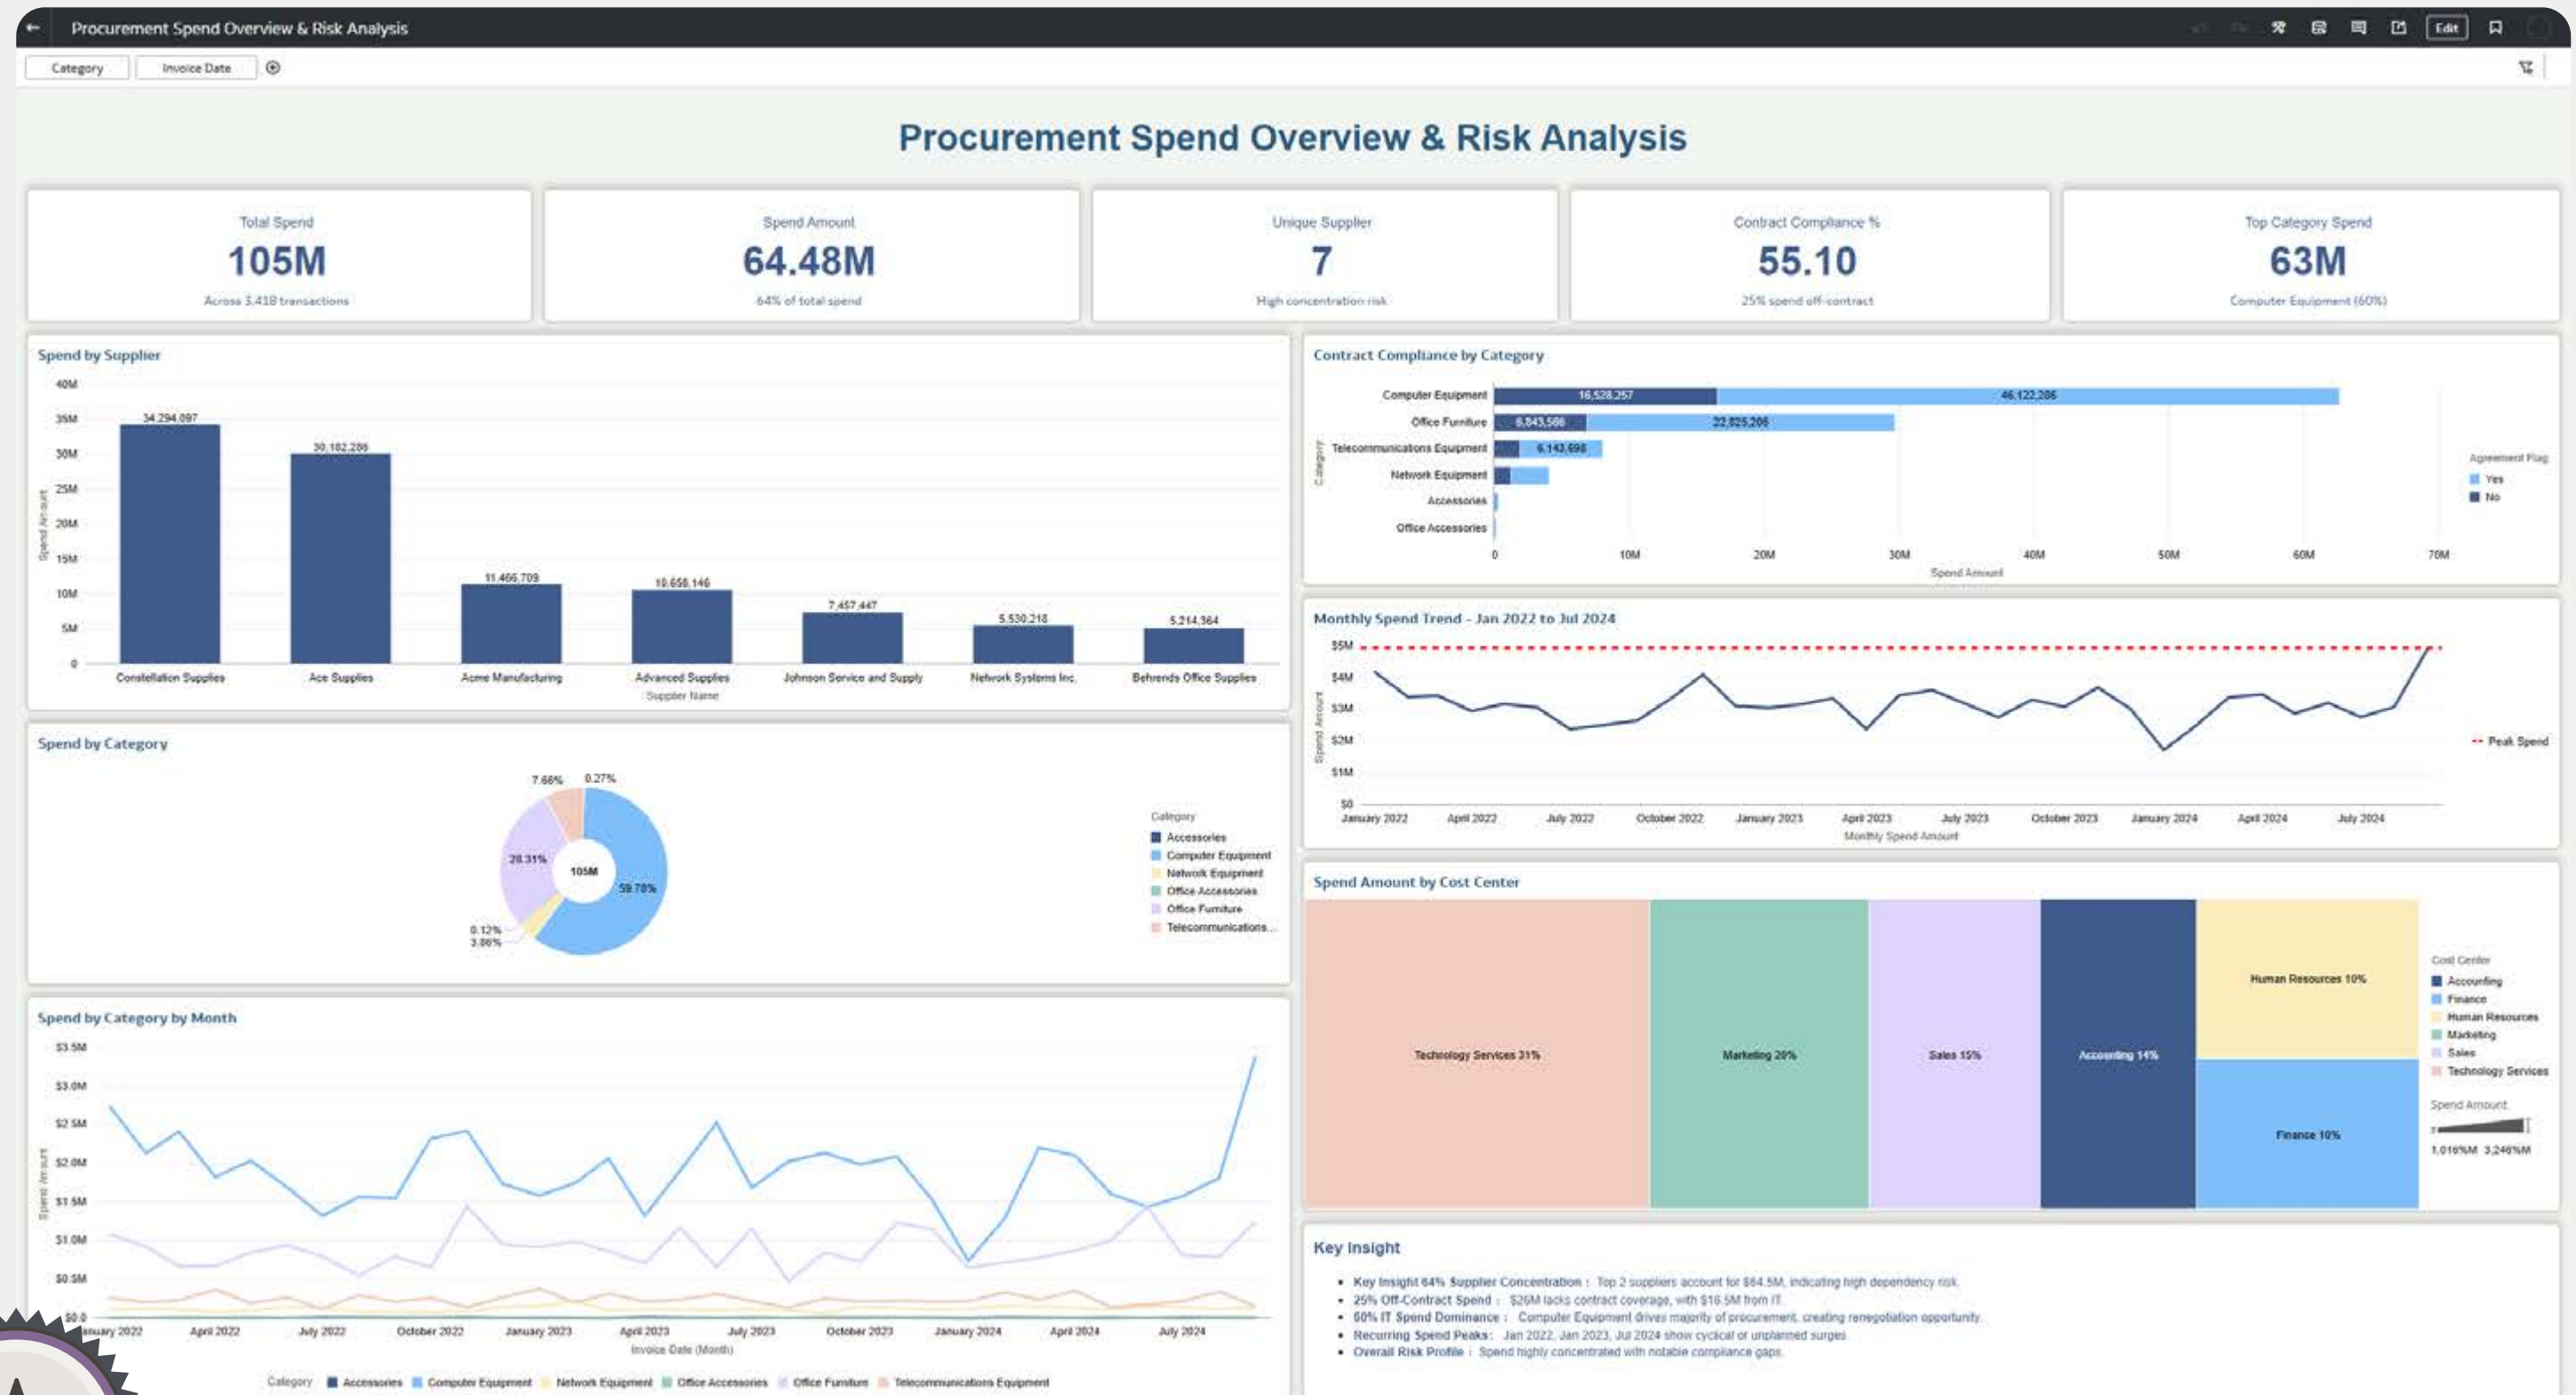 Procurement Spend Overview & Risk Analysis
Edit
Category
Invoice Date
Procurement Spend Overview & Risk Analysis
Total Spend
105M
Across 3,418 transactions
Spend Amount
64.48M
64% of total spend
Unique Supplier
7
High concentration risk
Contract Compliance %
55.10
25% spend off-contract
Top Category Spend
63M
Computer Equipment (60%)
Spend by Supplier
40M
35M
30M
25M
20M
15M
10M
5M
0
Spend Amount
34,294,097
30,182,286
11,466,709
10,658,146
7,457,447
5,530,218
5,214,364
Constellation Supplies
Ace Supplies
Acme Manufacturing
Advanced Supplies
Johnson Service and Supply
Network Systems Inc.
Behrends Office Supplies
Supplier Name
Contract Compliance by Category
Category
Computer Equipment
16,528,257
46,122,286
Office Furniture
6,843,566
22,825,206
Telecommunications Equipment
6,143,698
Network Equipment
Accessories
Office Accessories
0
10M
20M
30M
40M
50M
60M
70M
Spend Amount
Agreement Flag
Yes
No
Monthly Spend Trend - Jan 2022 to Jul 2024
$5M
$4M
$3M
$2M
$1M
$0
Spend Amount
January 2022
April 2022
July 2022
October 2022
January 2023
April 2023
July 2023
October 2023
January 2024
April 2024
July 2024
Monthly Spend Amount
Peak Spend
Spend by Category
7.66%
0.27%
28.31%
105M
59.78%
0.12%
3.86%
Category
Accessories
Computer Equipment
Network Equipment
Office Accessories
Office Furniture
Telecommunications...
Spend Amount by Cost Center
Technology Services 31%
Marketing 20%
Sales 15%
Accounting 14%
Human Resources 10%
Finance 10%
Cost Center
Accounting
Finance
Human Resources
Marketing
Sales
Technology Services
Spend Amount
1,016%M 3,246%M
Spend by Category by Month
$3.5M
$3.0M
$2.5M
$2.0M
$1.5M
$1.0M
$0.5M
$0.0
Spend Amount
anuary 2022
April 2022
July 2022
October 2022
January 2023
April 2023
July 2023
October 2023
January 2024
April 2024
July 2024
Invoice Date (Month)
Category
Accessories
Computer Equipment
Network Equipment
Office Accessories
Office Furniture
Telecommunications Equipment
Key Insight
Key Insight 64% Supplier Concentration : Top 2 suppliers account for $64.5M, indicating high dependency risk.
25% Off-Contract Spend : $26M lacks contract coverage, with $16.5M from IT.
60% IT Spend Dominance : Computer Equipment drives majority of procurement, creating renegotiation opportunity.
Recurring Spend Peaks: Jan 2022, Jan 2023, Jul 2024 show cyclical or unplanned surges
Overall Risk Profile : Spend highly concentrated with notable compliance gaps.